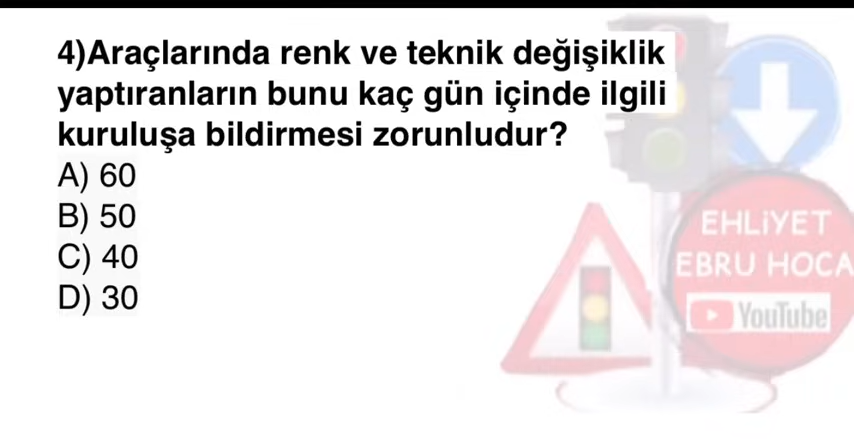 4)Araçlarında renk ve teknik değişiklik
yaptıranların bunu kaç gün içinde ilgili
kuruluşa bildirmesi zorunludur?
A) 60
B) 50
C) 40
D) 30
EHLİYET
EBRU HOCA
YouTube